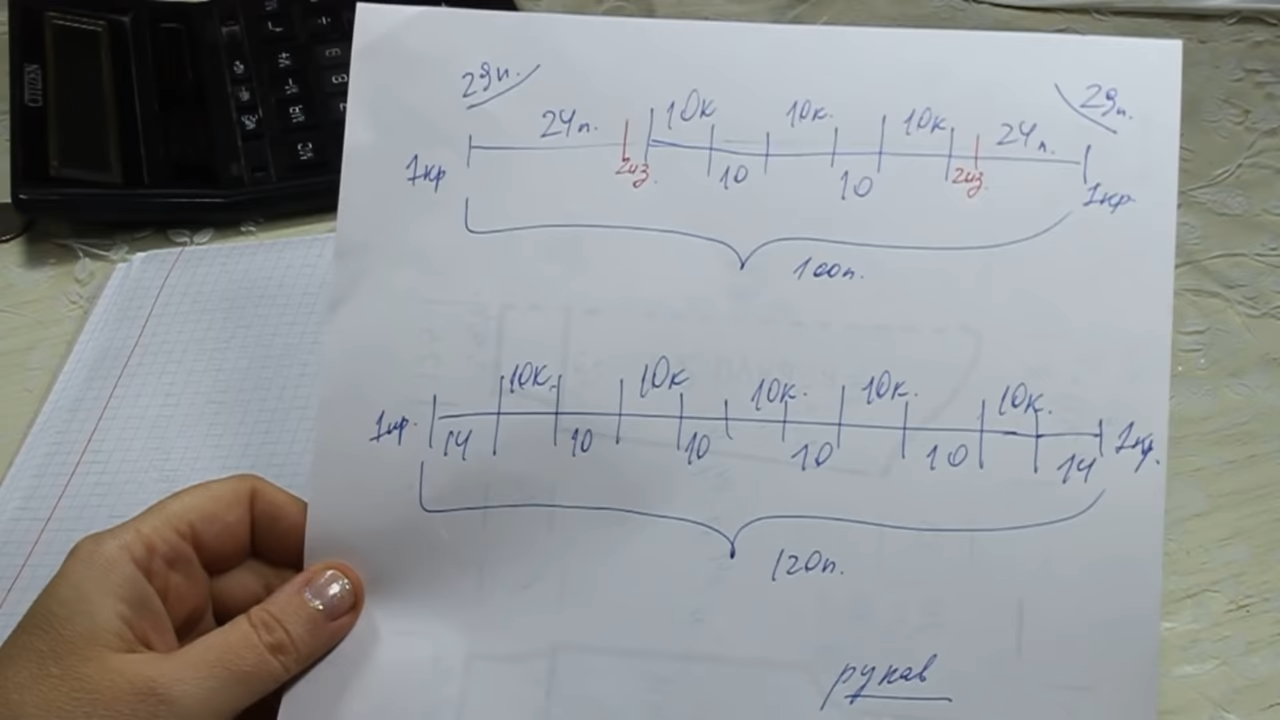 CITIZEN
29п. 29п.
24п. 10к 10к. 10к 24п.
1кр 2из. 10 10 2из. 1кр.
100п.
10к. 10к 10к. 10к. 10к.
1кр. 14 10 10 10 10 14 1кр.
120п.
рукав